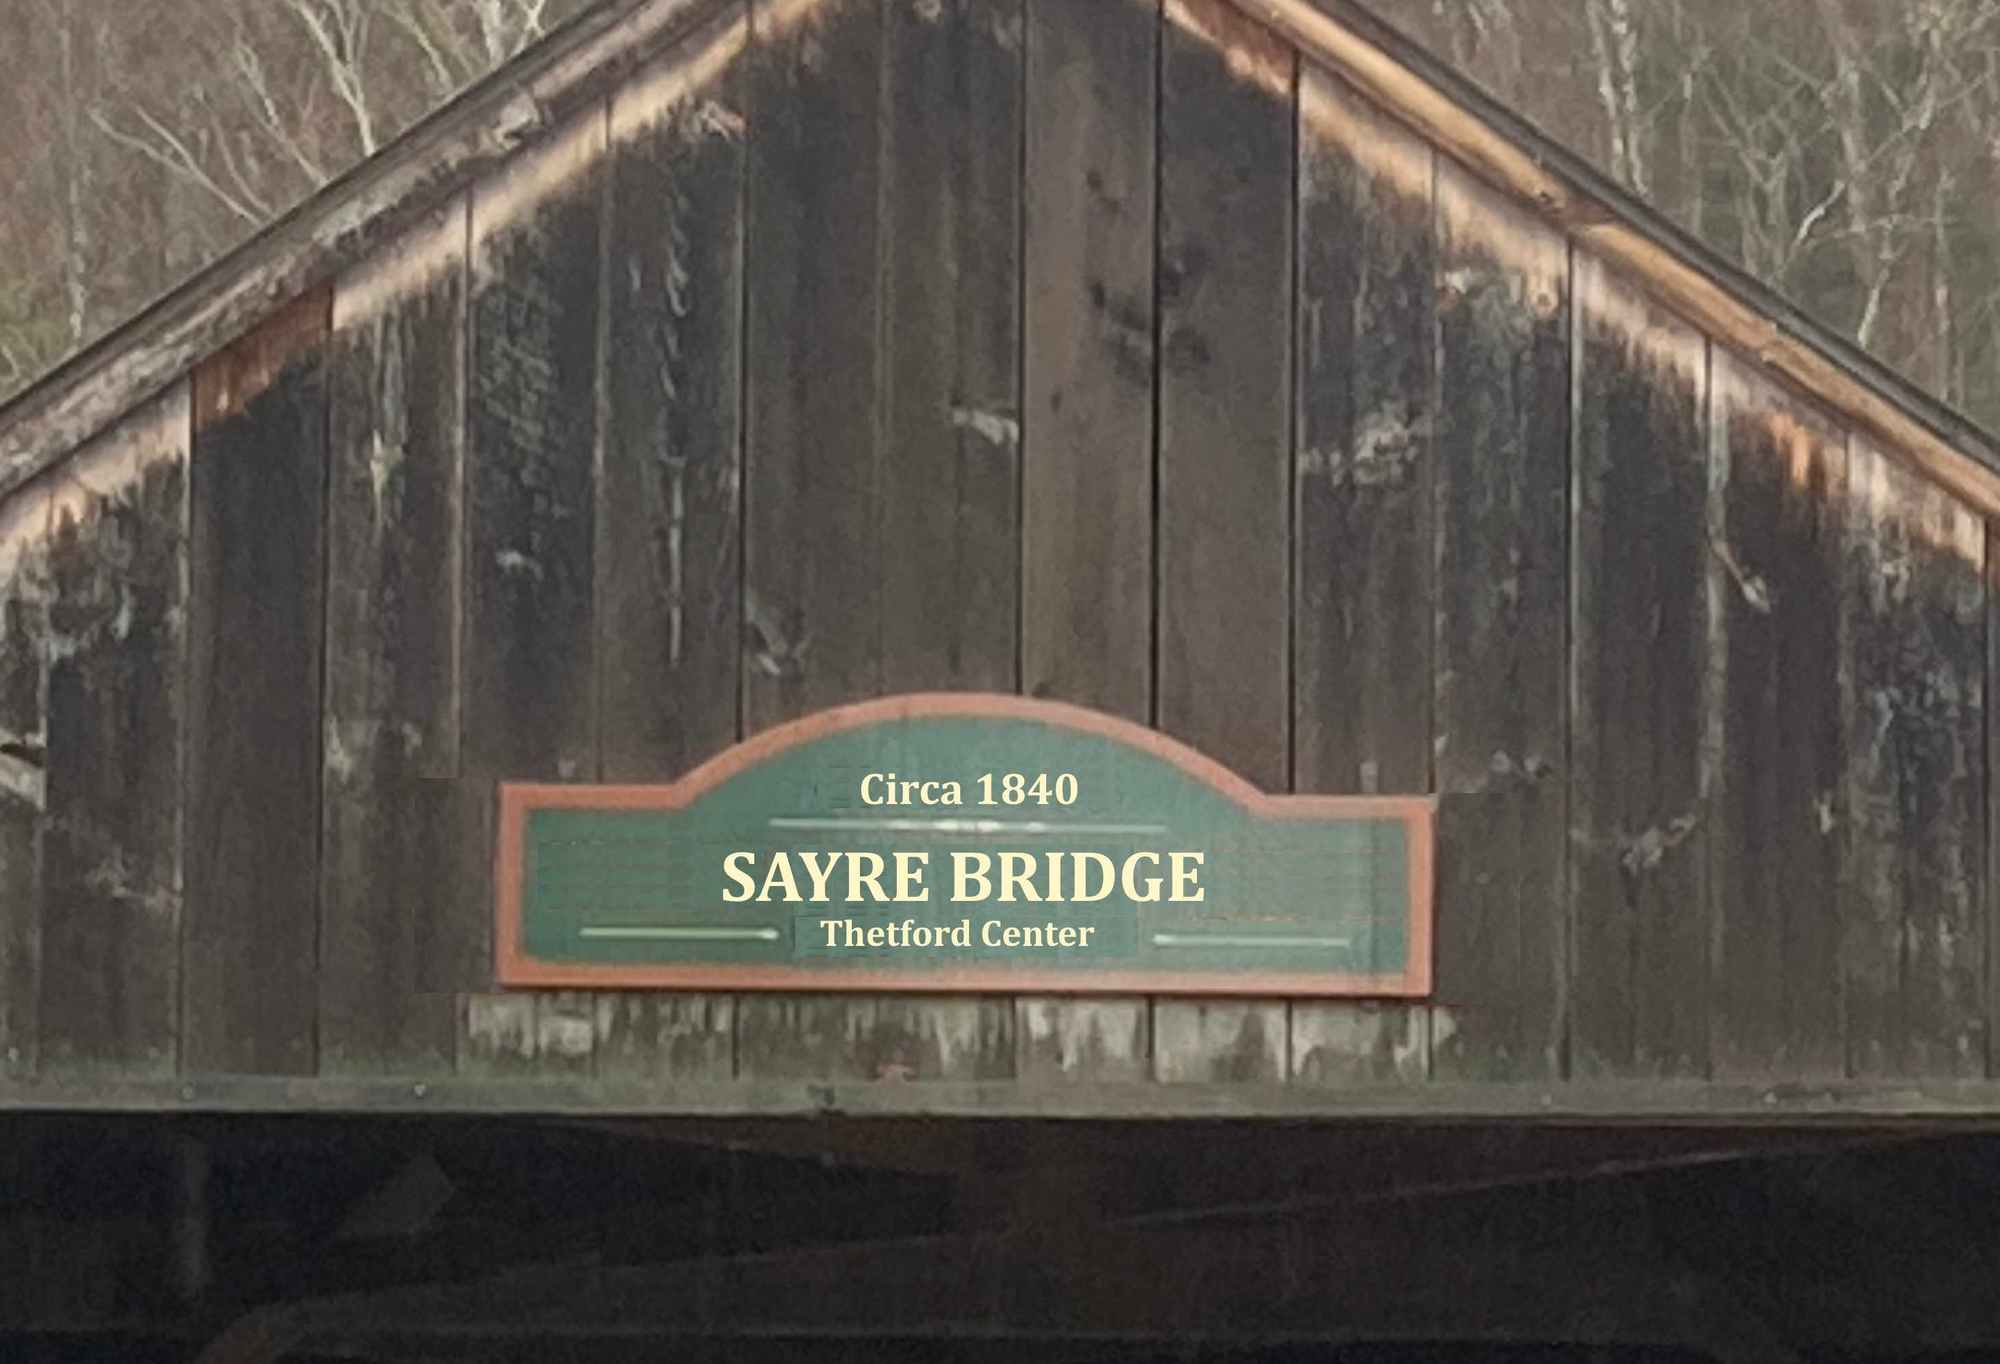 Circa 1840
SAYRE BRIDGE
Thetford Center